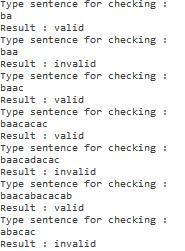 Type sentence for checking :
ba
Result : valid
Type sentence for checking :
baa
Result : invalid
Type sentence for checking :
baac
Result : valid
Type sentence for checking :
baacacac
Result : valid
Type sentence for checking :
baacadacac
Result : invalid
Type sentence for checking :
baacabacacab
Result : valid
Type sentence for checking :
abacac
Result : invalid